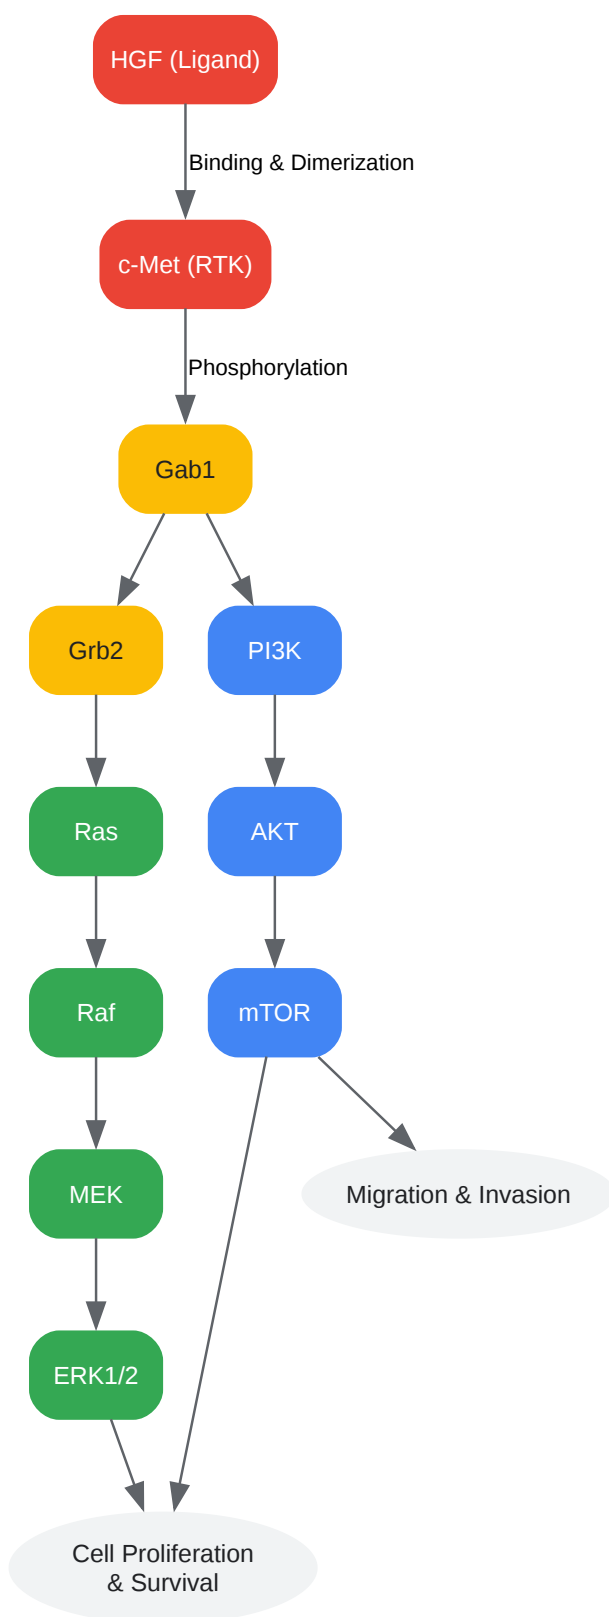 HGF (Ligand)
Binding & Dimerization
c-Met (RTK)
Phosphorylation
Gab1
Grb2
PI3K
Ras
AKT
Raf
mTOR
MEK
Migration & Invasion
ERK1/2
Cell Proliferation
& Survival